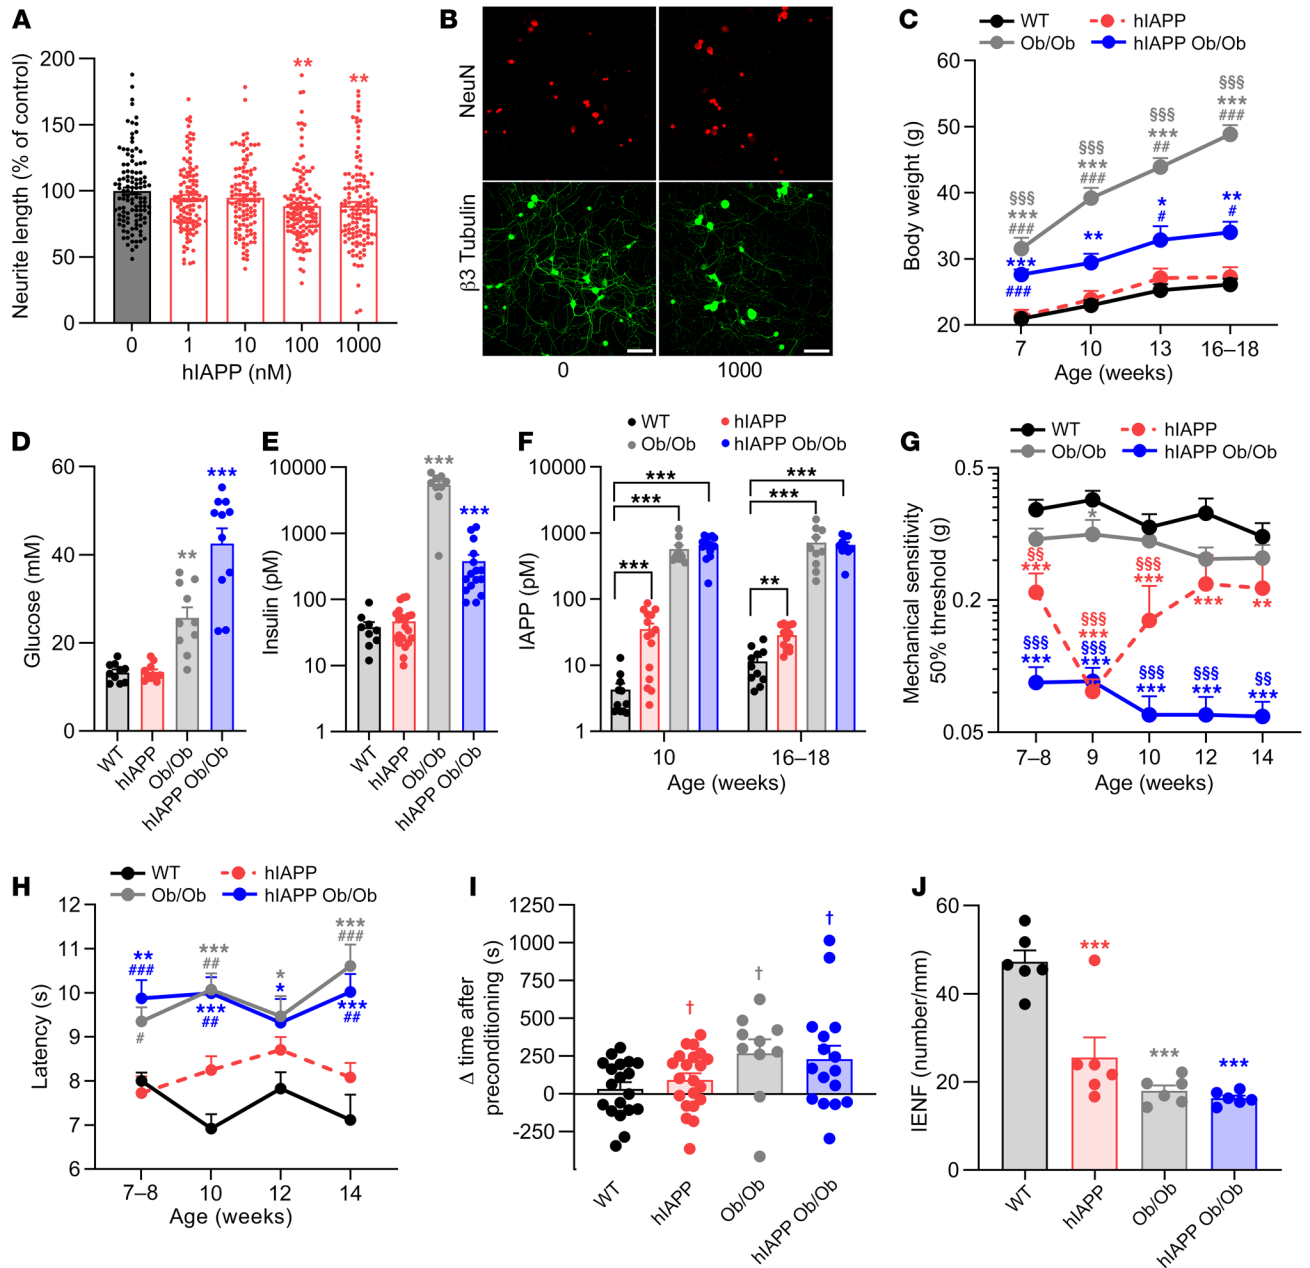 A
Neurite length (% of control)
200
150
100
50
0
**
**
0 1 10 100 1000
hIAPP (nM)
B
NeuN
β3 Tubulin
0 1000
C
WT hIAPP
Ob/Ob hIAPP Ob/Ob
Body weight (g)
60
50
40
30
20
§§§
***
###
§§§
***
###
§§§
***
##
§§§
***
###
***
###
**
*
#
**
#
7 10 13 16–18
Age (weeks)
D
Glucose (mM)
60
40
20
0
**
***
WT
hIAPP
Ob/Ob
hIAPP Ob/Ob
E
Insulin (pM)
10000
1000
100
10
1
***
***
WT
hIAPP
Ob/Ob
hIAPP Ob/Ob
F
WT hIAPP
Ob/Ob hIAPP Ob/Ob
IAPP (pM)
10000
1000
100
10
1
***
***
***
***
***
**
10 16–18
Age (weeks)
G
WT hIAPP
Ob/Ob hIAPP Ob/Ob
Mechanical sensitivity
50% threshold (g)
0.5
0.2
0.05
*
§§
***
§§§
***
§§§
***
***
**
§§§
***
§§§
***
§§§
***
§§§
***
§§
***
7–8 9 10 12 14
Age (weeks)
H
WT hIAPP
Ob/Ob hIAPP Ob/Ob
Latency (s)
12
11
10
9
8
7
6
**
###
#
***
##
***
##
*
*
***
###
***
##
7–8 10 12 14
Age (weeks)
I
Δ time after
preconditioning (s)
1250
1000
750
500
250
0
-250
†
†
†
WT
hIAPP
Ob/Ob
hIAPP Ob/Ob
J
IENF (number/mm)
60
40
20
0
***
***
***
WT
hIAPP
Ob/Ob
hIAPP Ob/Ob